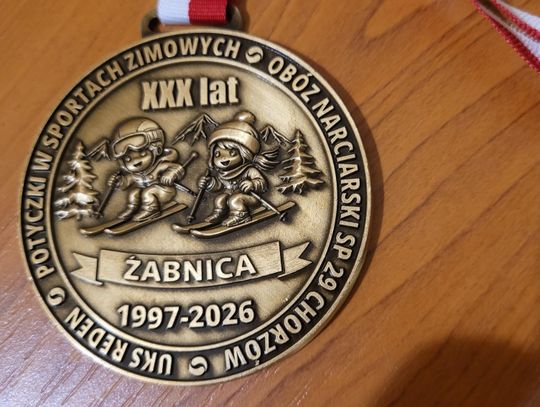 POTYCZKI W SPORTACH ZIMOWYCH
OBÓZ NARCIARSKI SP 29 CHORZÓW
UKS REDEN
XXX lat
ŻABNICA
1997-2026